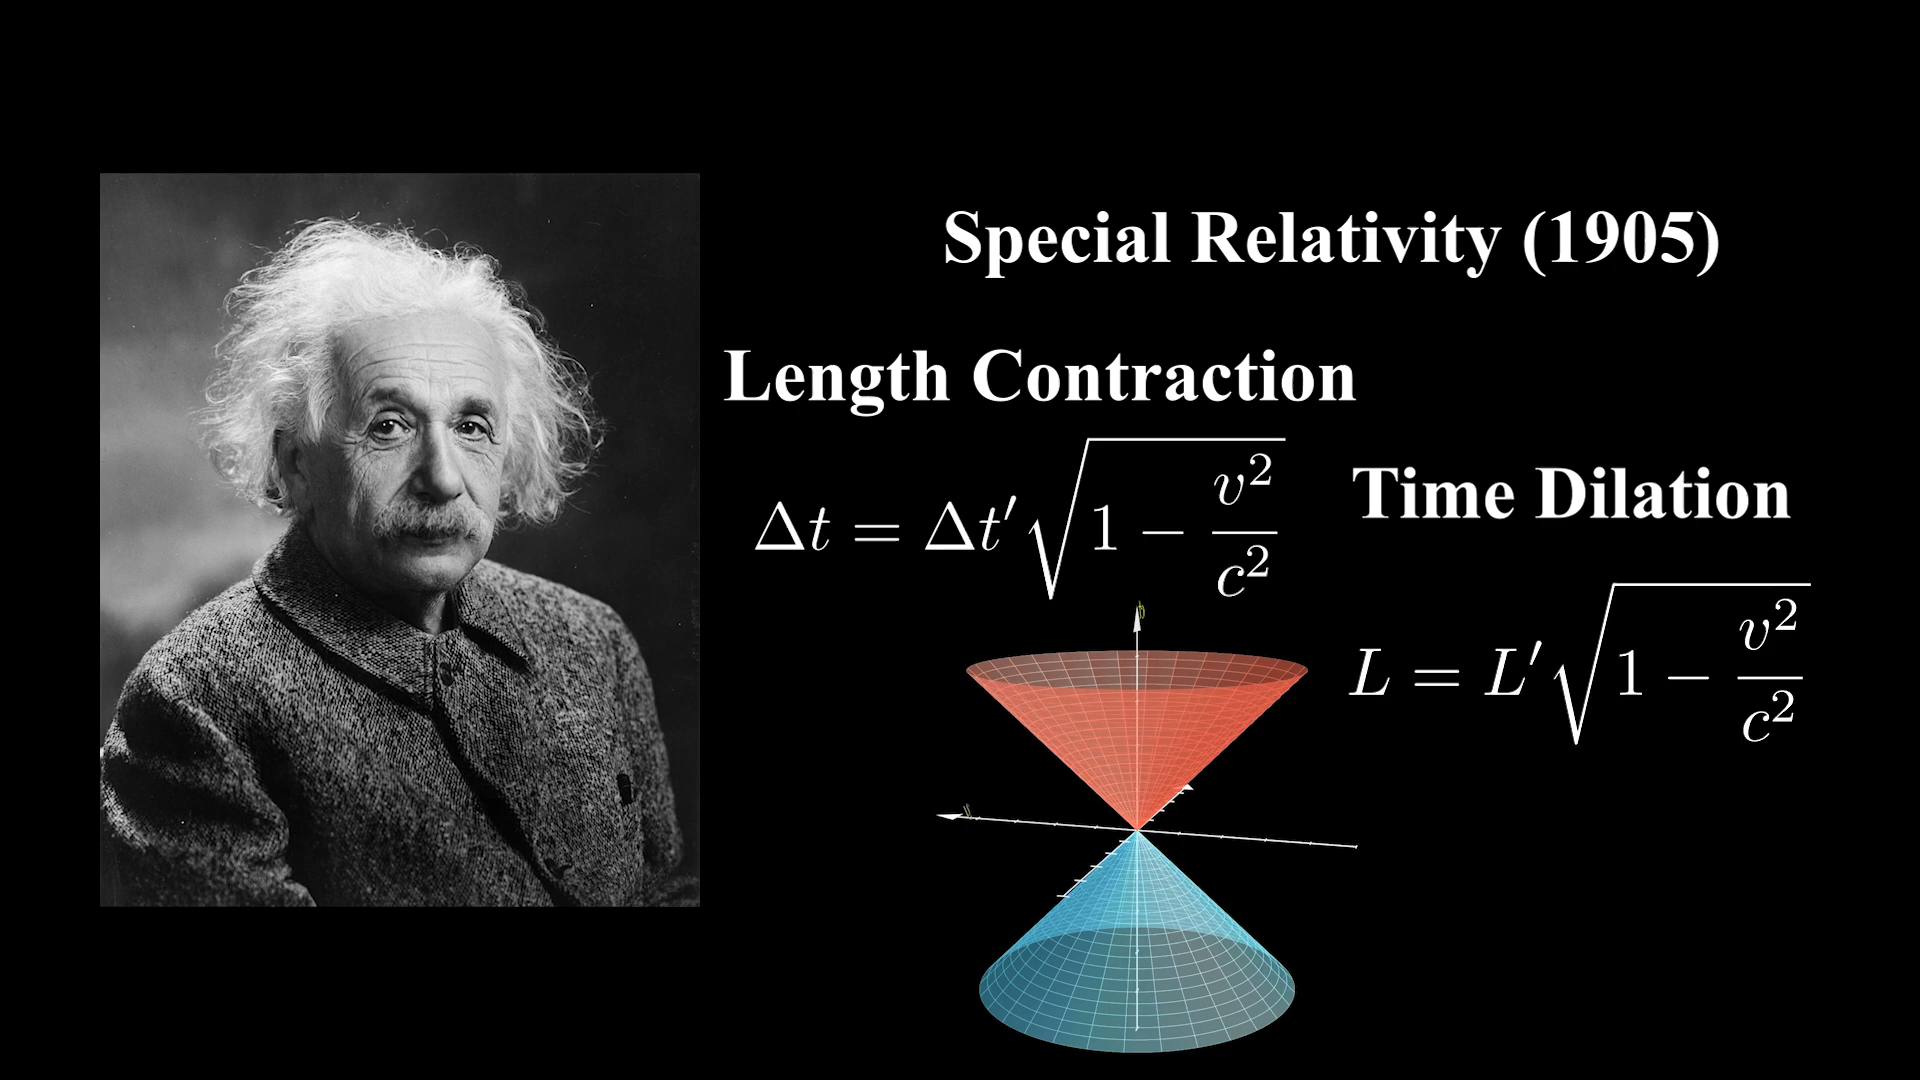 Special Relativity (1905)
Length Contraction
Δt = Δt′√(1 − v²/c²)
Time Dilation
L = L′√(1 − v²/c²)